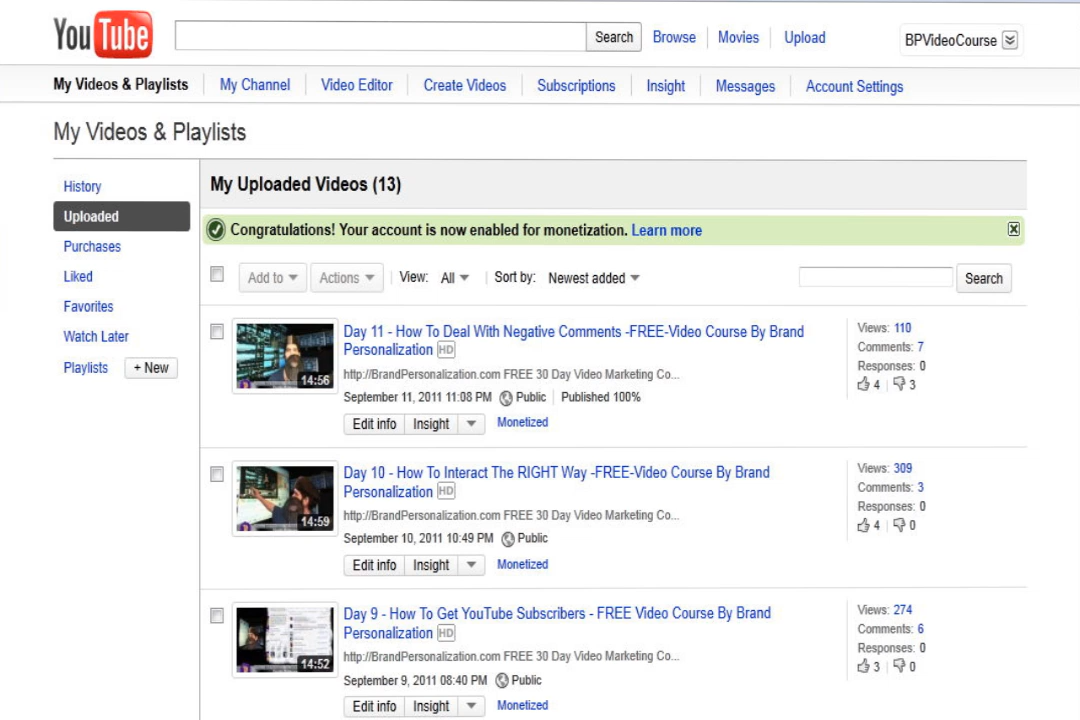 YouTube
Search Browse Movies Upload BPVideoCourse
My Videos & Playlists My Channel Video Editor Create Videos Subscriptions Insight Messages Account Settings
My Videos & Playlists
History
Uploaded
Purchases
Liked
Favorites
Watch Later
Playlists + New
My Uploaded Videos (13)
Congratulations! Your account is now enabled for monetization. Learn more
Add to Actions View: All Sort by: Newest added Search
14:56
Day 11 - How To Deal With Negative Comments -FREE-Video Course By Brand
Personalization HD
http://BrandPersonalization.com FREE 30 Day Video Marketing Co...
September 11, 2011 11:08 PM Public Published 100%
Edit info Insight Monetized
Views: 110
Comments: 7
Responses: 0
4 3
14:59
Day 10 - How To Interact The RIGHT Way -FREE-Video Course By Brand
Personalization HD
http://BrandPersonalization.com FREE 30 Day Video Marketing Co...
September 10, 2011 10:49 PM Public
Edit info Insight Monetized
Views: 309
Comments: 3
Responses: 0
4 0
14:52
Day 9 - How To Get YouTube Subscribers - FREE Video Course By Brand
Personalization HD
http://BrandPersonalization.com FREE 30 Day Video Marketing Co...
September 9, 2011 08:40 PM Public
Edit info Insight Monetized
Views: 274
Comments: 6
Responses: 0
3 0